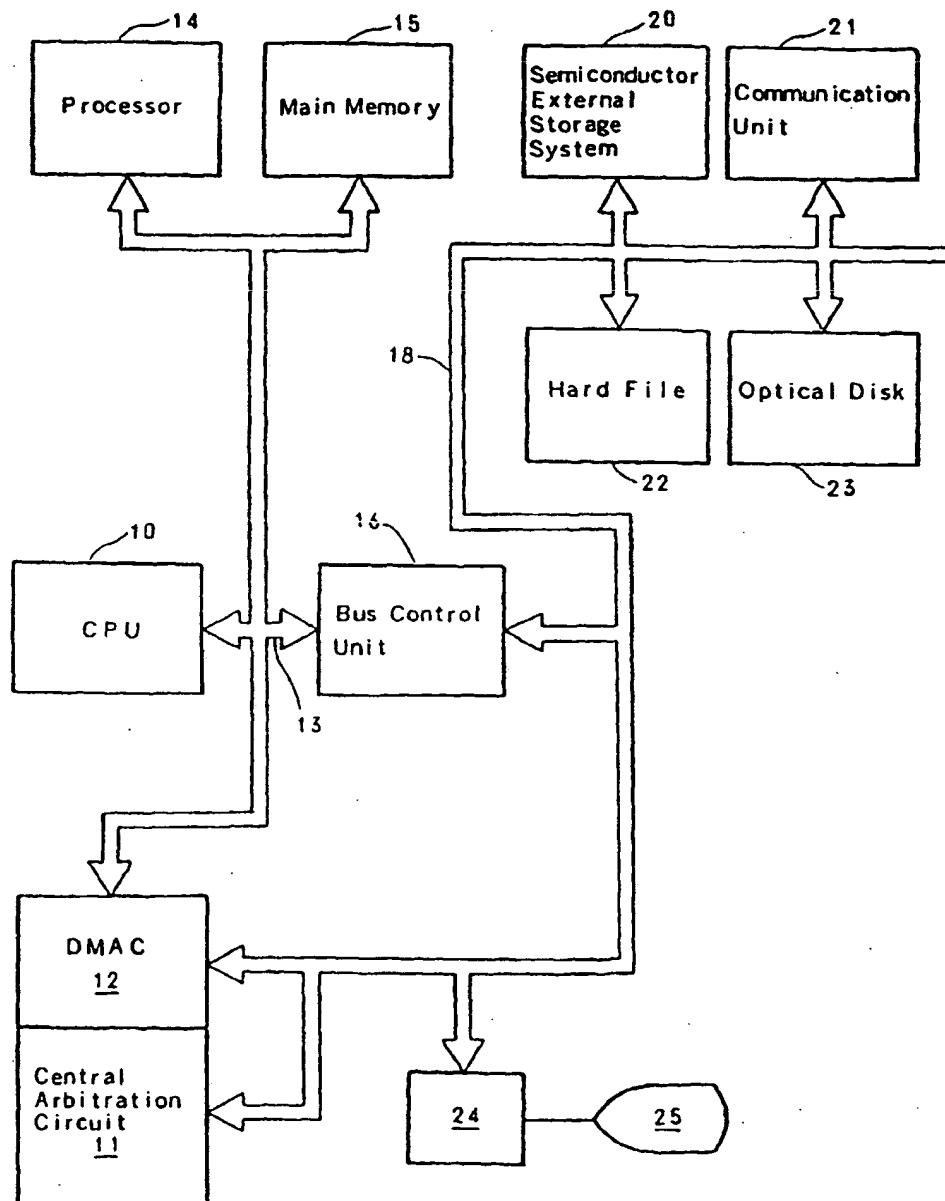 14
15
20
21
Processor
Main Memory
Semiconductor
External
Storage
System
Communication
Unit
18
Hard File
Optical Disk
22
23
10
16
CPU
Bus Control
Unit
13
DMAC
12
Central
Arbitration
Circuit
11
24
25